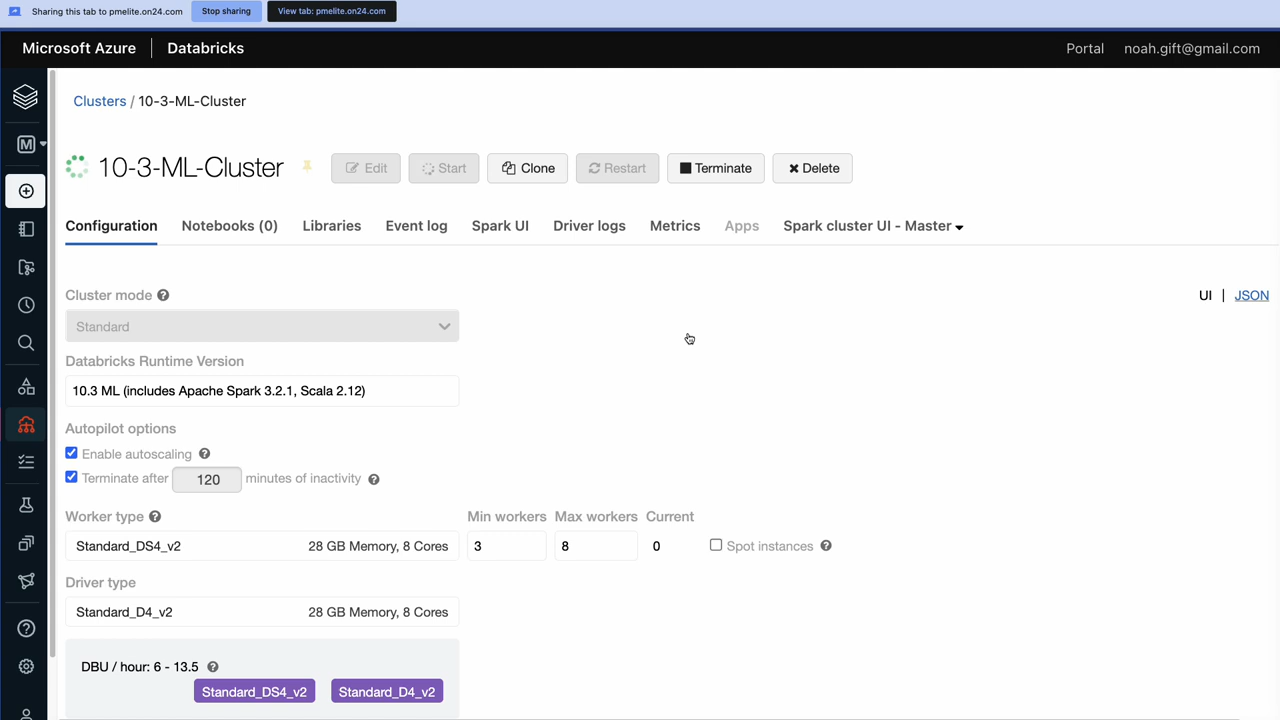 Sharing this tab to pmelite.on24.com Stop sharing View tab: pmelite.on24.com
Microsoft Azure Databricks Portal noah.gift@gmail.com
Clusters / 10-3-ML-Cluster
M
10-3-ML-Cluster Edit Start Clone Restart Terminate Delete
Configuration Notebooks (0) Libraries Event log Spark UI Driver logs Metrics Apps Spark cluster UI - Master
Cluster mode UI | JSON
Standard
Databricks Runtime Version
10.3 ML (includes Apache Spark 3.2.1, Scala 2.12)
Autopilot options
Enable autoscaling
Terminate after 120 minutes of inactivity
Worker type Min workers Max workers Current
Standard_DS4_v2 28 GB Memory, 8 Cores 3 8 0 Spot instances
Driver type
Standard_D4_v2 28 GB Memory, 8 Cores
DBU / hour: 6 - 13.5
Standard_DS4_v2 Standard_D4_v2